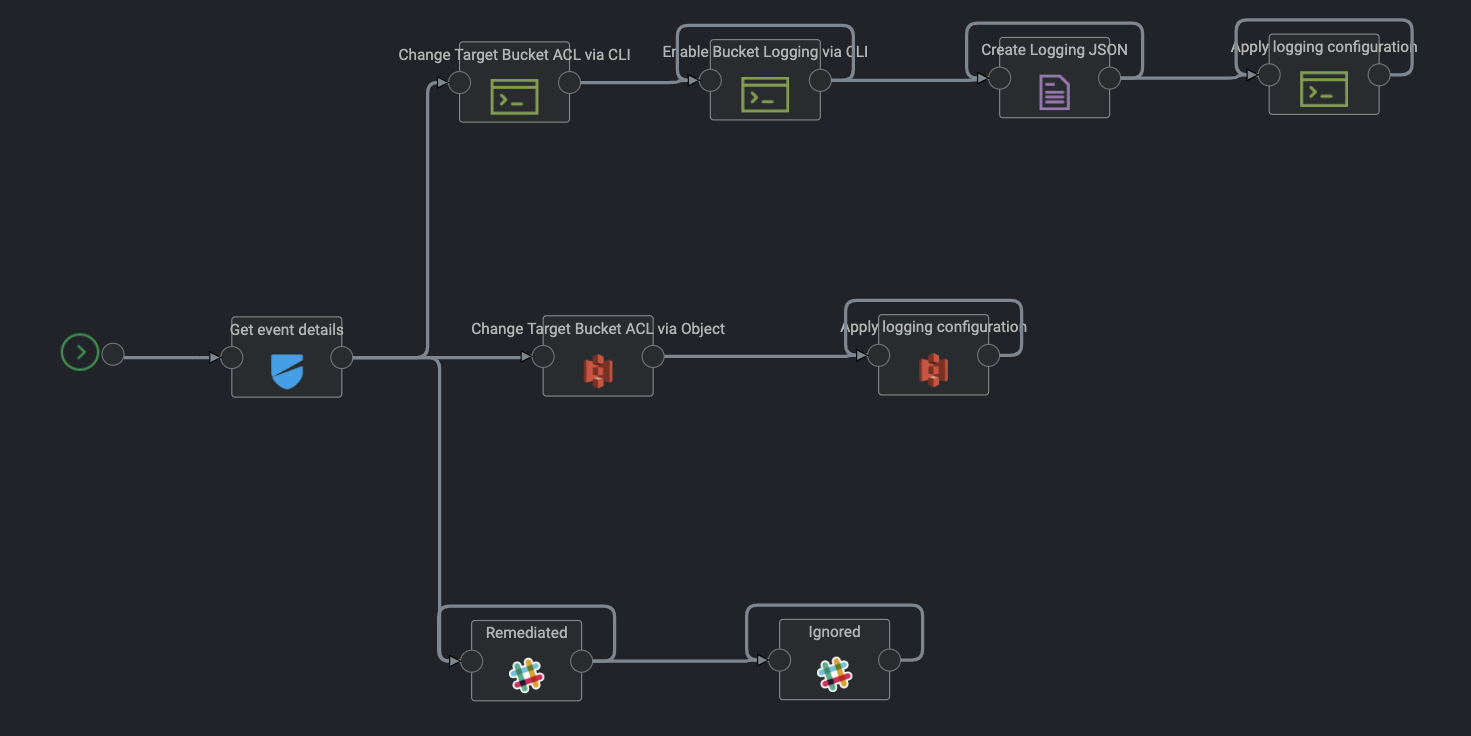 Change Target Bucket ACL via CLI
Enable Bucket Logging via CLI
Create Logging JSON
Apply logging configuration
Get event details
Change Target Bucket ACL via Object
Apply logging configuration
Remediated
Ignored